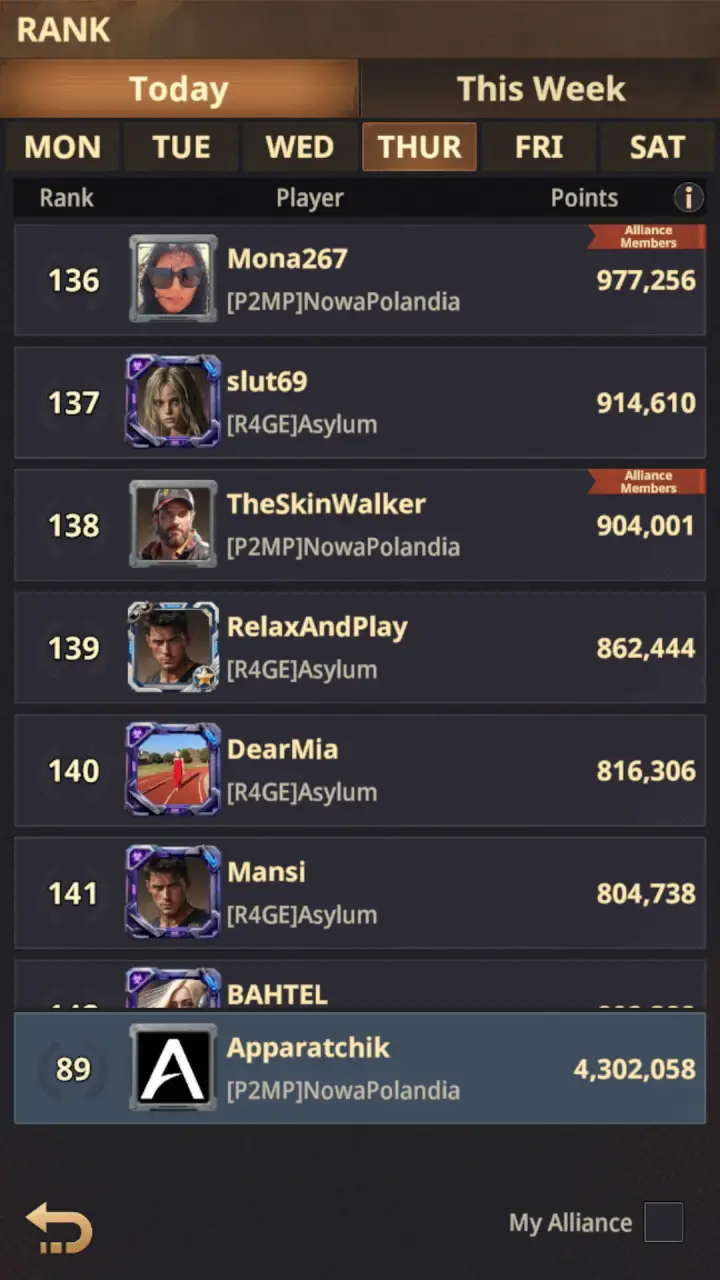 RANK
Today
This Week
MON
TUE
WED
THUR
FRI
SAT
Rank
Player
Points
i
Alliance
Members
136
Mona267
[P2MP]NowaPolandia
977,256
137
slut69
[R4GE]Asylum
914,610
Alliance
Members
138
TheSkinWalker
[P2MP]NowaPolandia
904,001
139
RelaxAndPlay
[R4GE]Asylum
862,444
140
DearMia
[R4GE]Asylum
816,306
141
Mansi
[R4GE]Asylum
804,738
BAHTEL
89
A
Apparatchik
[P2MP]NowaPolandia
4,302,058
My Alliance